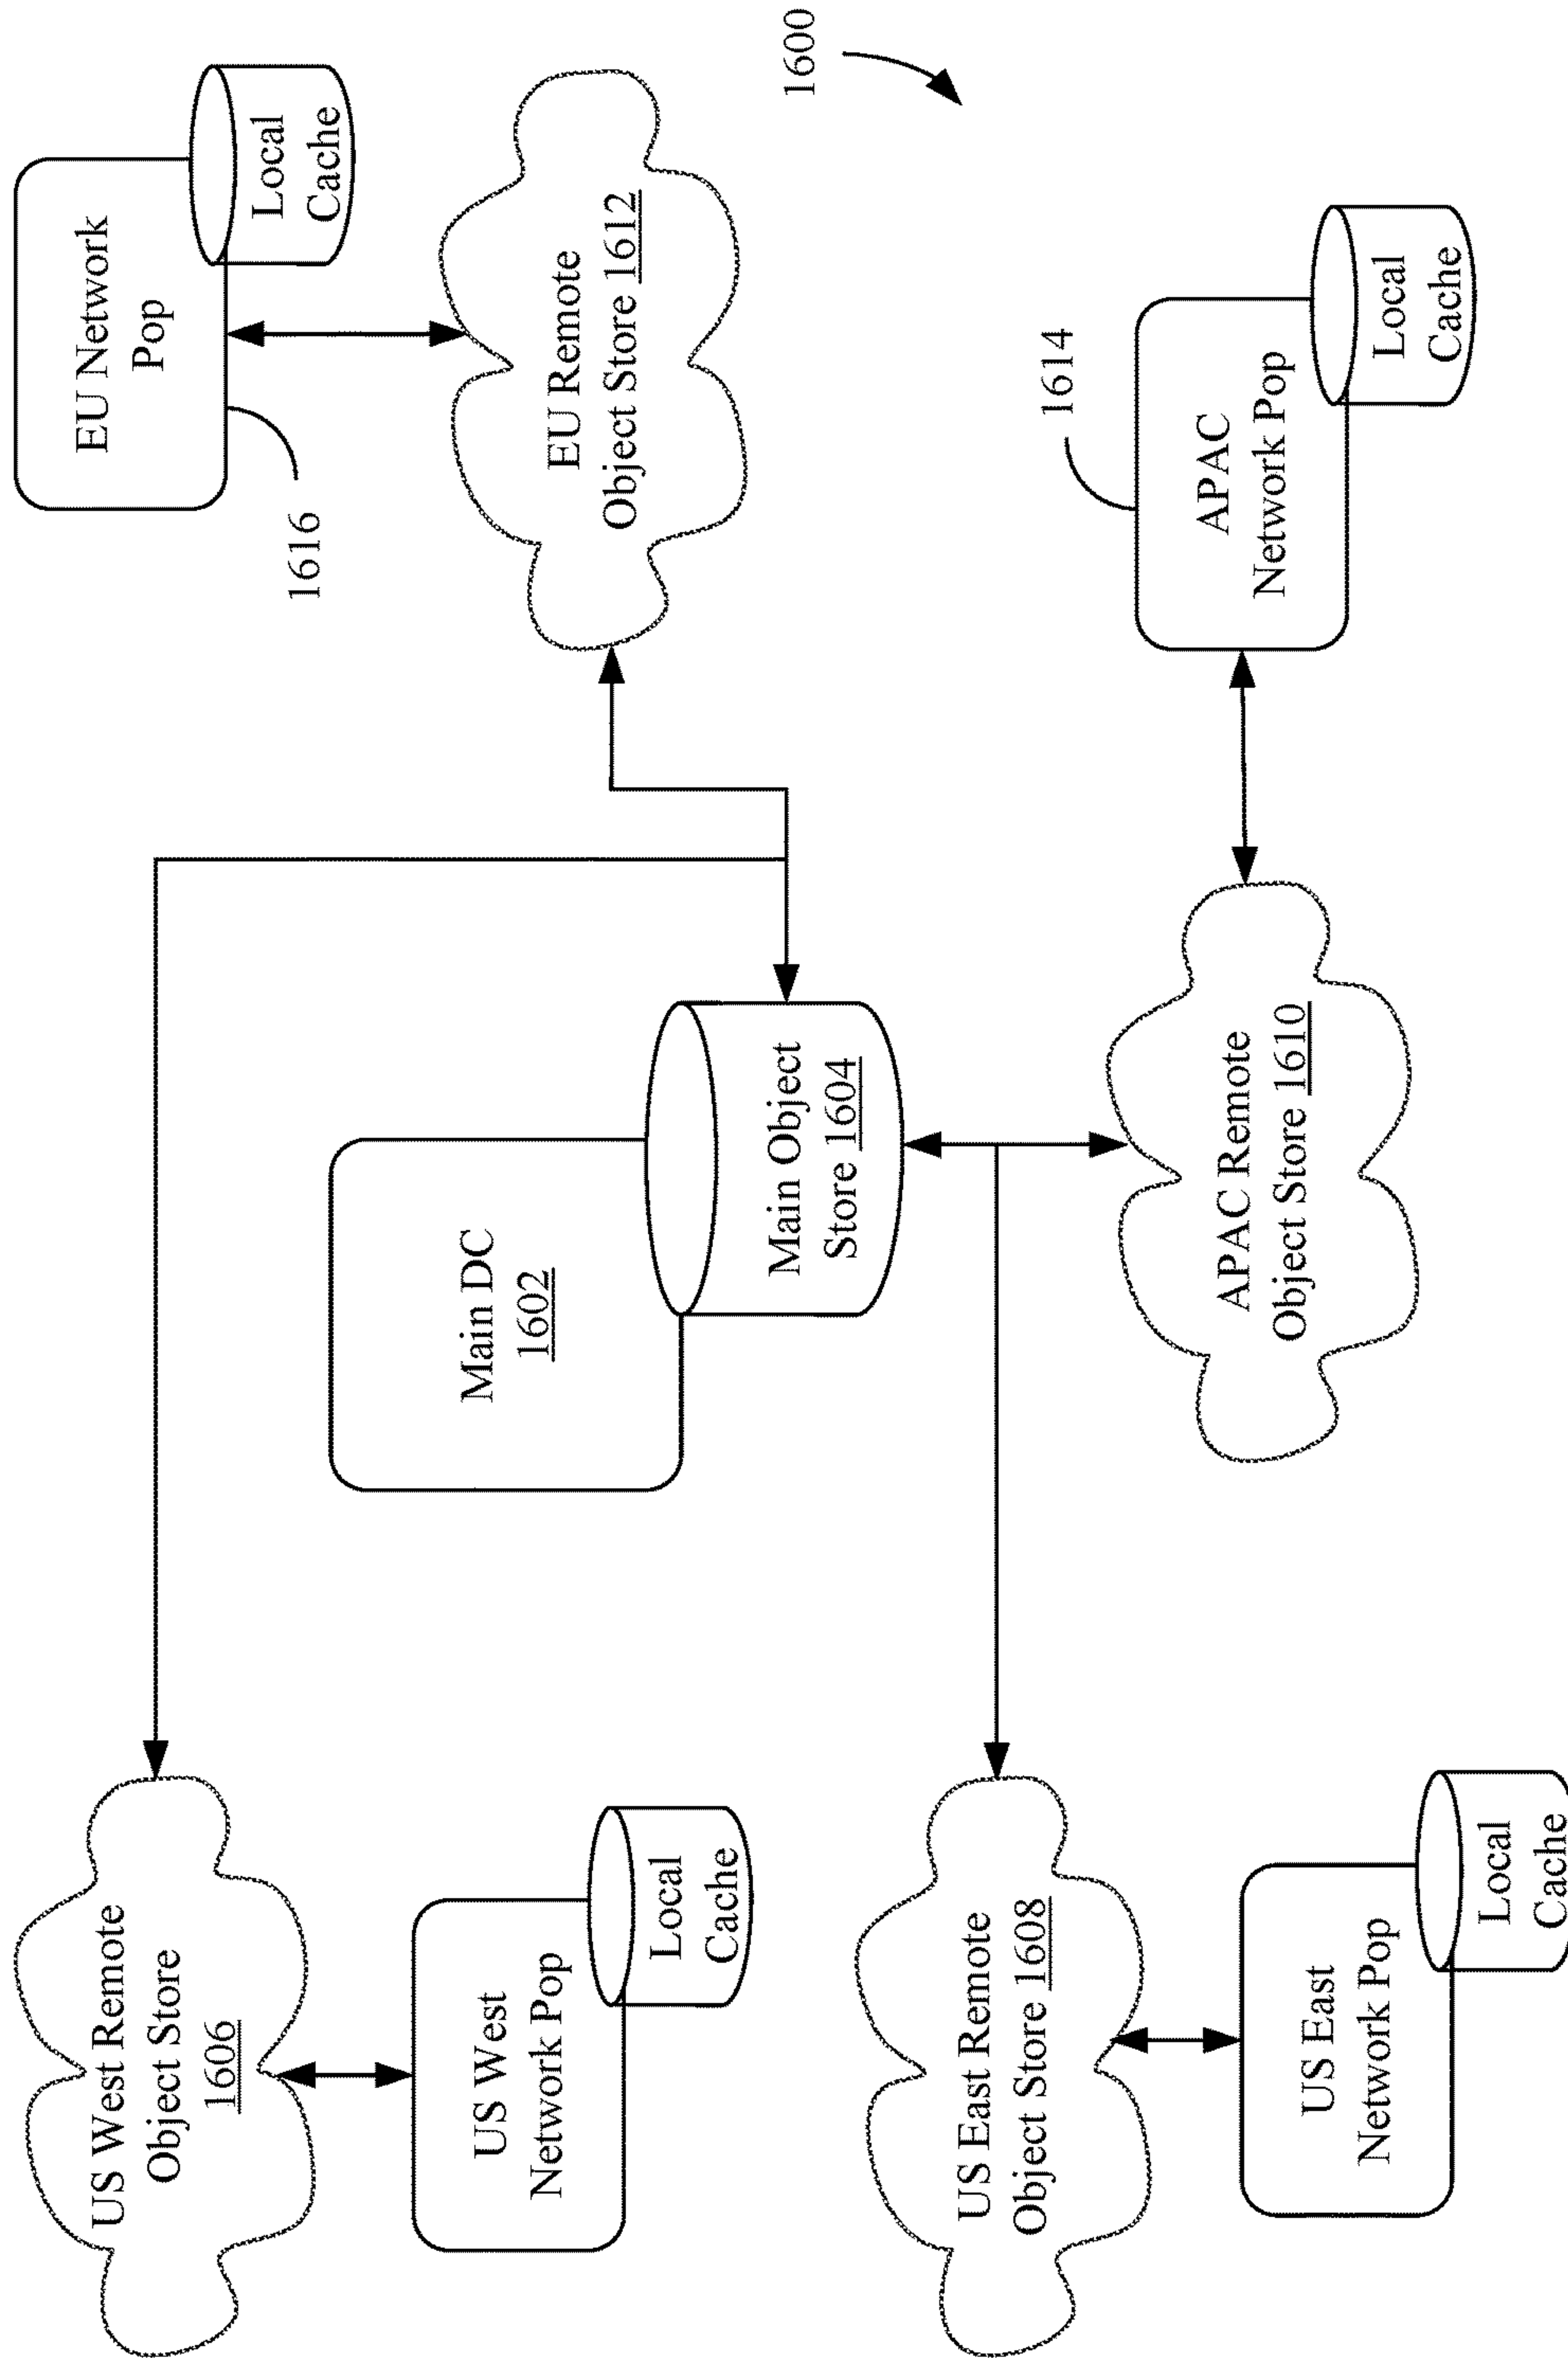 US West Remote
Object Store
1606
US West
Network Pop
Local
Cache
US East Remote
Object Store 1608
US East
Network Pop
Local
Cache
Main DC
1602
Main Object
Store 1604
APAC Remote
Object Store 1610
EU Network
Pop
Local
Cache
1616
EU Remote
Object Store 1612
1600
1614
APAC
Network Pop
Local
Cache